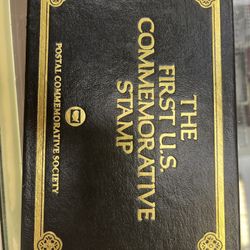 THE
FIRST U.S.
COMMEMORATIVE
STAMP
POSTAL COMMEMORATIVE SOCIETY